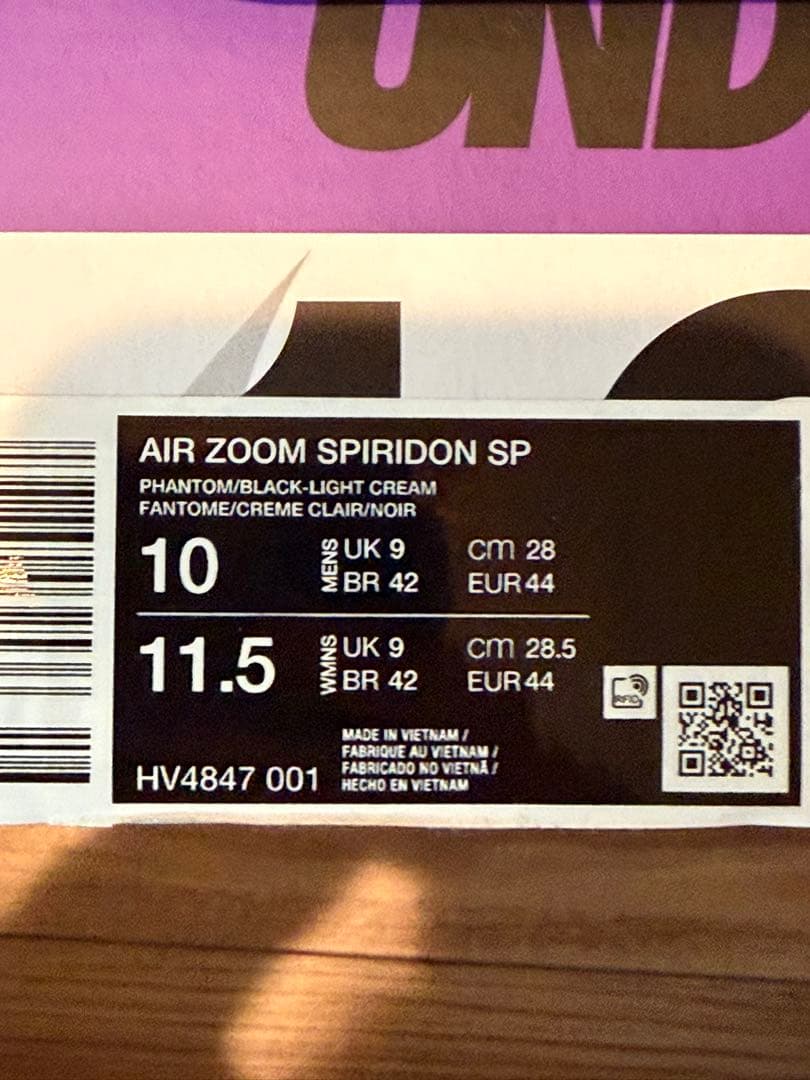 UND
AIR ZOOM SPIRIDON SP
PHANTOM/BLACK-LIGHT CREAM
FANTOME/CREME CLAIR/NOIR
10 MENS UK 9 cm 28
BR 42 EUR 44
11.5 WMNS UK 9 cm 28.5
BR 42 EUR 44
RFID
MADE IN VIETNAM /
FABRIQUE AU VIETNAM /
FABRICADO NO VIETNÃ /
HECHO EN VIETNAM
HV4847 001